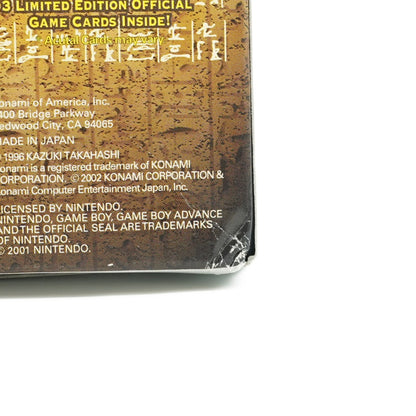 3 LIMITED EDITION OFFICIAL
GAME CARDS INSIDE!
*Acutal Cards may vary
onami of America, Inc.
400 Bridge Parkway
edwood City, CA 94065
MADE IN JAPAN
1996 KAZUKI TAKAHASHI
onami is a registered trademark of KONAMI
CORPORATION. © 2002 KONAMI CORPORATION &
onami Computer Entertainment Japan, Inc.
LICENSED BY NINTENDO.
NINTENDO, GAME BOY, GAME BOY ADVANCE
AND THE OFFICIAL SEAL ARE TRADEMARKS
OF NINTENDO.
© 2001 NINTENDO.